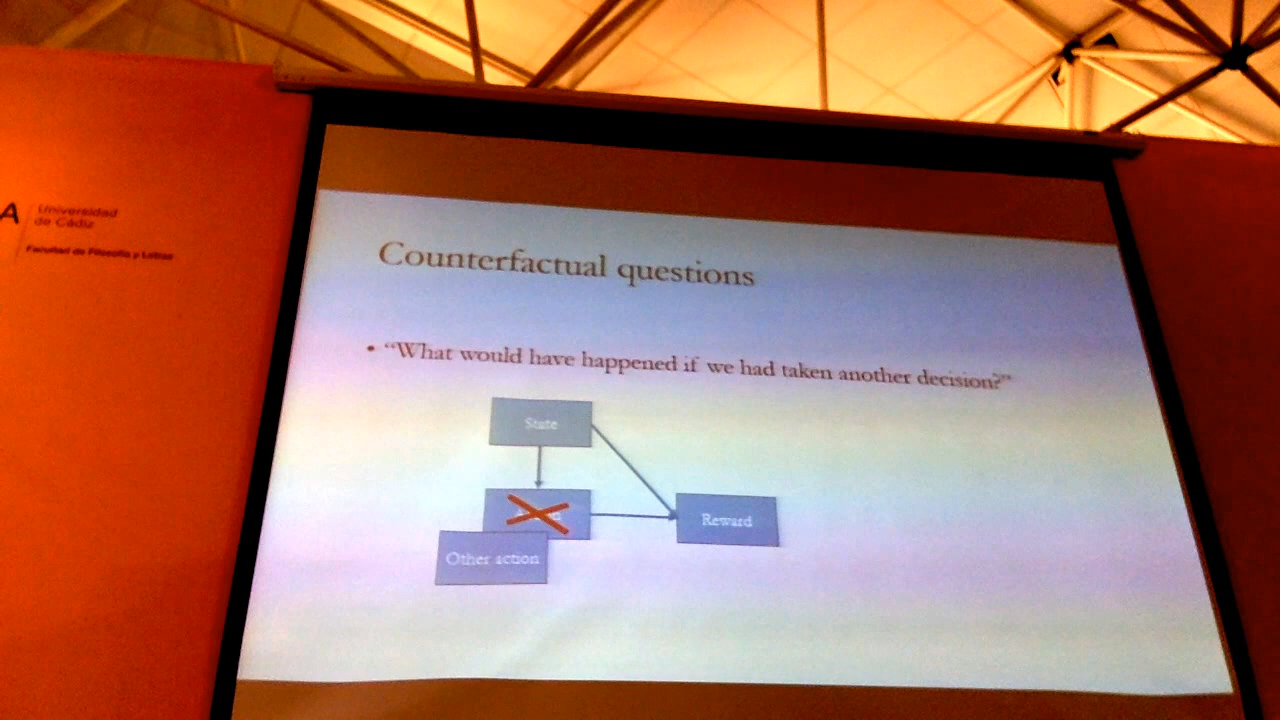 A
Universidad
de Cádiz
Facultad de Filosofía y Letras
Counterfactual questions
• “What would have happened if we had taken another decision?”
State
Reward
Other action